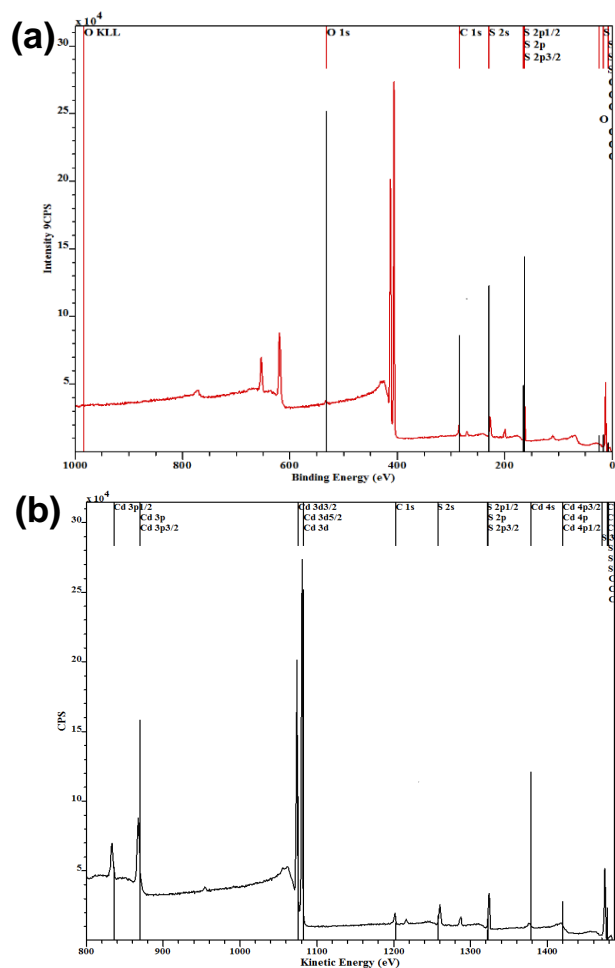 (a)
x 10^4
O KLL
O 1s
C 1s
S 2s
S 2p1/2
S 2p
S 2p3/2
S
O
30
25
20
15
10
5
Intensity 9CPS
1000
800
600
400
200
0
Binding Energy (eV)
(b)
x 10^4
Cd 3p1/2
Cd 3p
Cd 3p3/2
Cd 3d3/2
Cd 3d5/2
Cd 3d
C 1s
S 2s
S 2p1/2
S 2p
S 2p3/2
Cd 4s
Cd 4p3/2
Cd 4p
Cd 4p1/2
30
25
20
15
10
5
CPS
800
900
1000
1100
1200
1300
1400
Kinetic Energy (eV)